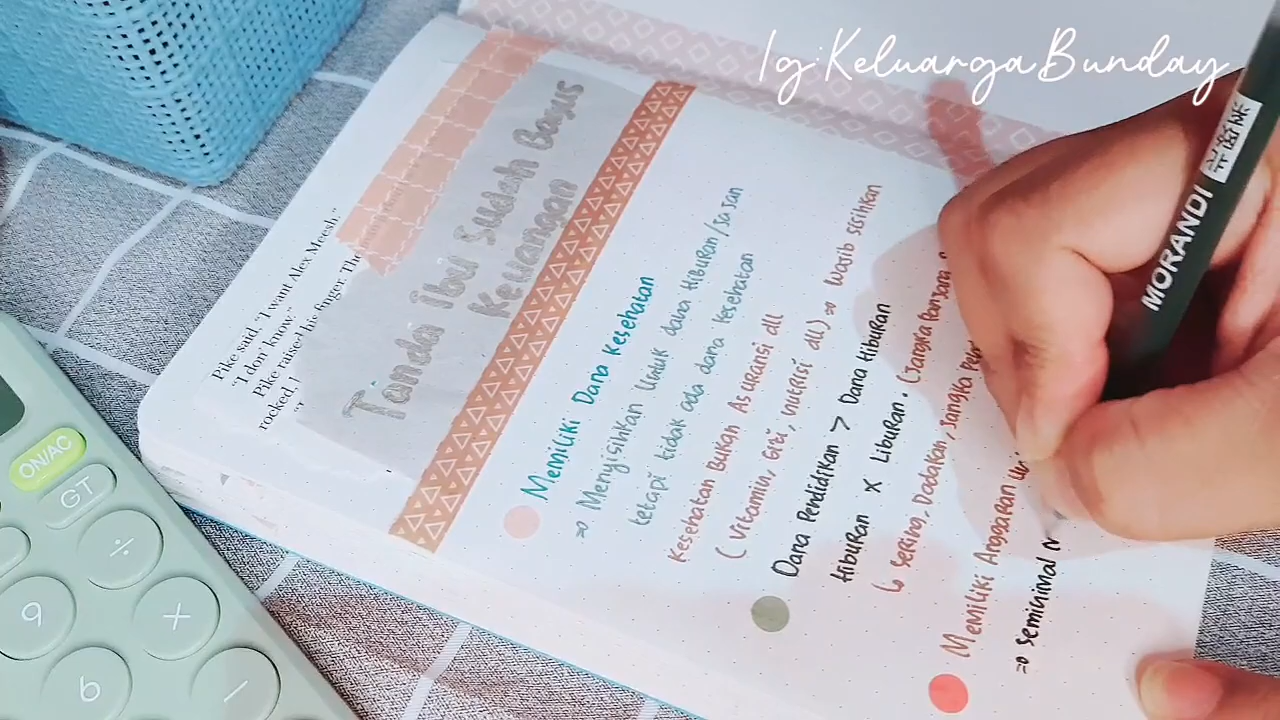 Ig:KeluargaBunday
Pike said. "I want Alex Meesh."
"I don't know."
Pike raised his finger. The
rocked.
Tanda Ibu Sudah Bagus
Keuangan
Memiliki Dana Kesehatan
⇒ Menyisihkan Untuk dana Hiburan/Jajan
tetapi tidak ada dana kesehatan
Kesehatan Bukan Asuransi dll
(Vitamin, Gizi, Nutrisi dll) ⇒ Wajib sisihkan
Dana Pendidikan > Dana Hiburan
Hiburan x Liburan. (Jangka Panjang
↳ Sering, Dadakan, Jangka
Memiliki Anggaran
⇒ Seminimal
MORANDI
ON/AC
GT
÷
9
×
6
−